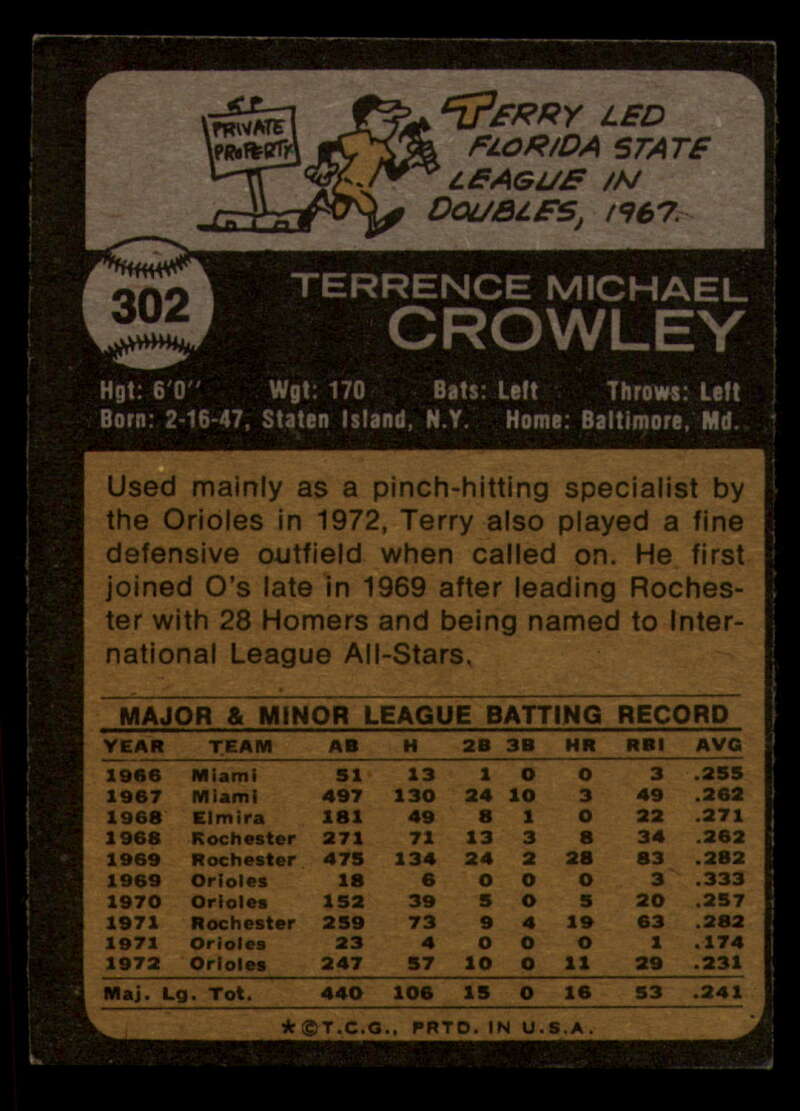 PRIVATE
PROPERTY
TERRY LED
FLORIDA STATE
LEAGUE IN
DOUBLES, 1967.
302
TERRENCE MICHAEL
CROWLEY
Hgt: 6'0" Wgt: 170 Bats: Left Throws: Left
Born: 2-16-47, Staten Island, N.Y. Home: Baltimore, Md.
Used mainly as a pinch-hitting specialist by
the Orioles in 1972, Terry also played a fine
defensive outfield when called on. He first
joined O's late in 1969 after leading Roches-
ter with 28 Homers and being named to Inter-
national League All-Stars.
MAJOR & MINOR LEAGUE BATTING RECORD
YEAR TEAM AB H 2B 3B HR RBI AVG
1966 Miami 51 13 1 0 0 3 .255
1967 Miami 497 130 24 10 3 49 .262
1968 Elmira 181 49 8 1 0 22 .271
1968 Rochester 271 71 13 3 8 34 .262
1969 Rochester 475 134 24 2 28 83 .282
1969 Orioles 18 6 0 0 0 3 .333
1970 Orioles 152 39 5 0 5 20 .257
1971 Rochester 259 73 9 4 19 63 .282
1971 Orioles 23 4 0 0 0 1 .174
1972 Orioles 247 57 10 0 11 29 .231
Maj. Lg. Tot. 440 106 15 0 16 53 .241
*©T.C.G., PRTD. IN U.S.A.